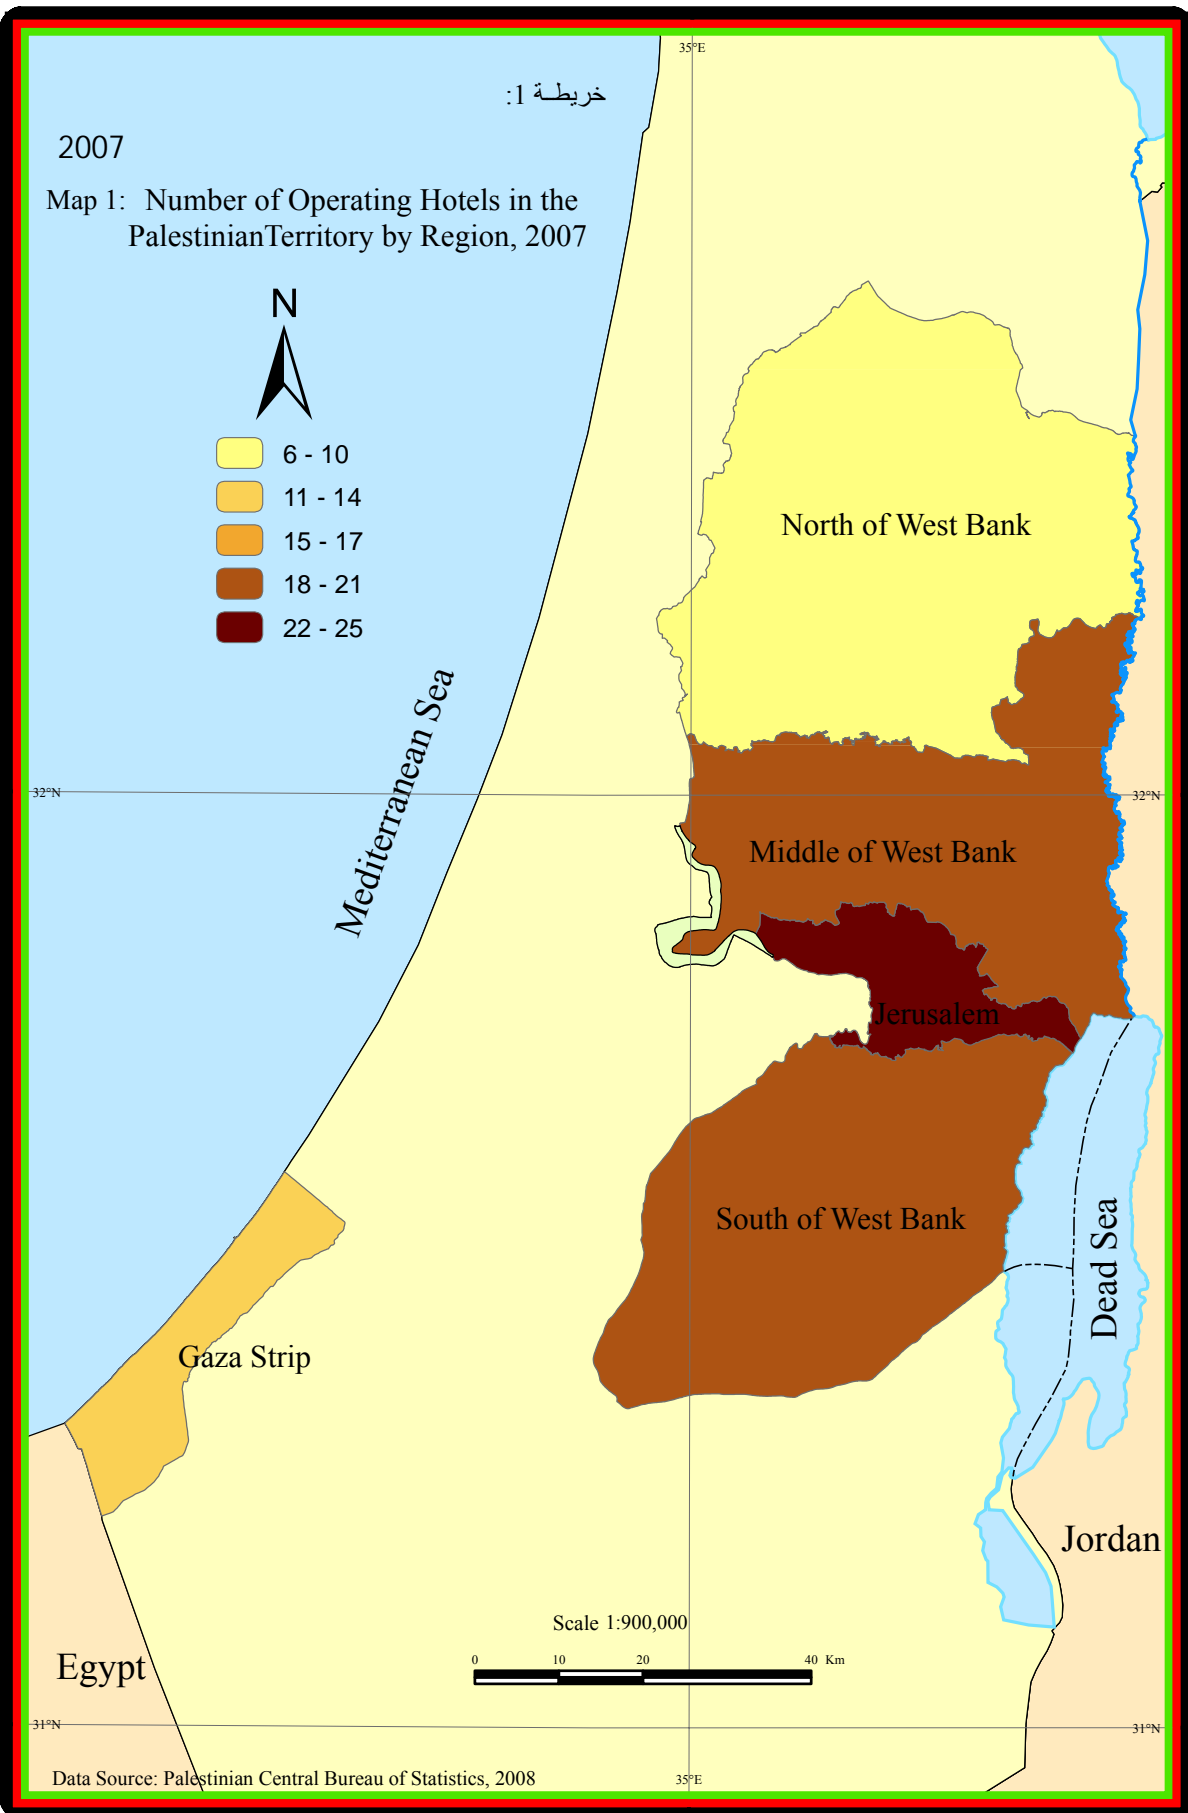 35°E
خريطة 1:
2007
Map 1: Number of Operating Hotels in the
PalestinianTerritory by Region, 2007
N
6 - 10
11 - 14
15 - 17
18 - 21
22 - 25
North of West Bank
Mediterranean Sea
32°N
32°N
Middle of West Bank
Jerusalem
South of West Bank
Dead Sea
Gaza Strip
Jordan
Scale 1:900,000
0 10 20 40 Km
Egypt
31°N
31°N
Data Source: Palestinian Central Bureau of Statistics, 2008
35°E